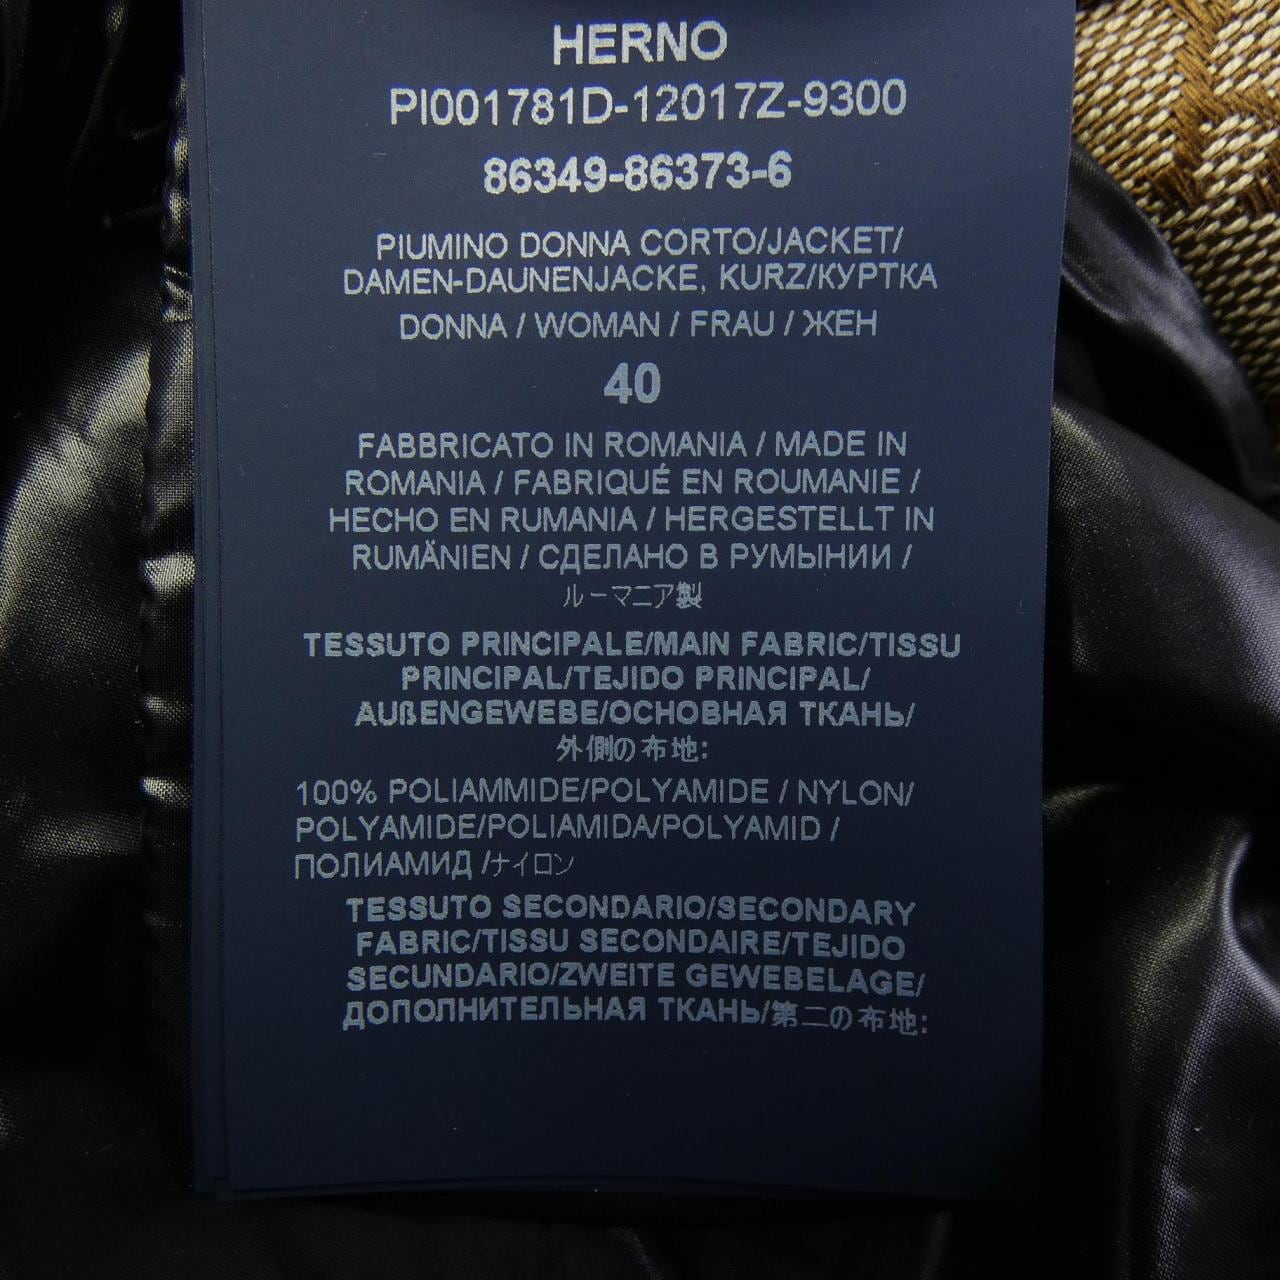 HERNO
PI001781D-12017Z-9300
86349-86373-6
PIUMINO DONNA CORTO/JACKET/
DAMEN-DAUNENJACKE, KURZ/КУРТКА
DONNA / WOMAN / FRAU / ЖЕН
40
FABBRICATO IN ROMANIA / MADE IN
ROMANIA / FABRIQUÉ EN ROUMANIE /
HECHO EN RUMANIA / HERGESTELLT IN
RUMÄNIEN / СДЕЛАНО В РУМЫНИИ /
ルーマニア製
TESSUTO PRINCIPALE/MAIN FABRIC/TISSU
PRINCIPAL/TEJIDO PRINCIPAL/
AUßENGEWEBE/ОСНОВНАЯ ТКАНЬ/
外側の布地:
100% POLIAMMIDE/POLYAMIDE / NYLON/
POLYAMIDE/POLIAMIDA/POLYAMID /
ПОЛИАМИД /ナイロン
TESSUTO SECONDARIO/SECONDARY
FABRIC/TISSU SECONDAIRE/TEJIDO
SECUNDARIO/ZWEITE GEWEBELAGE/
ДОПОЛНИТЕЛЬНАЯ ТКАНЬ/第二の布地: